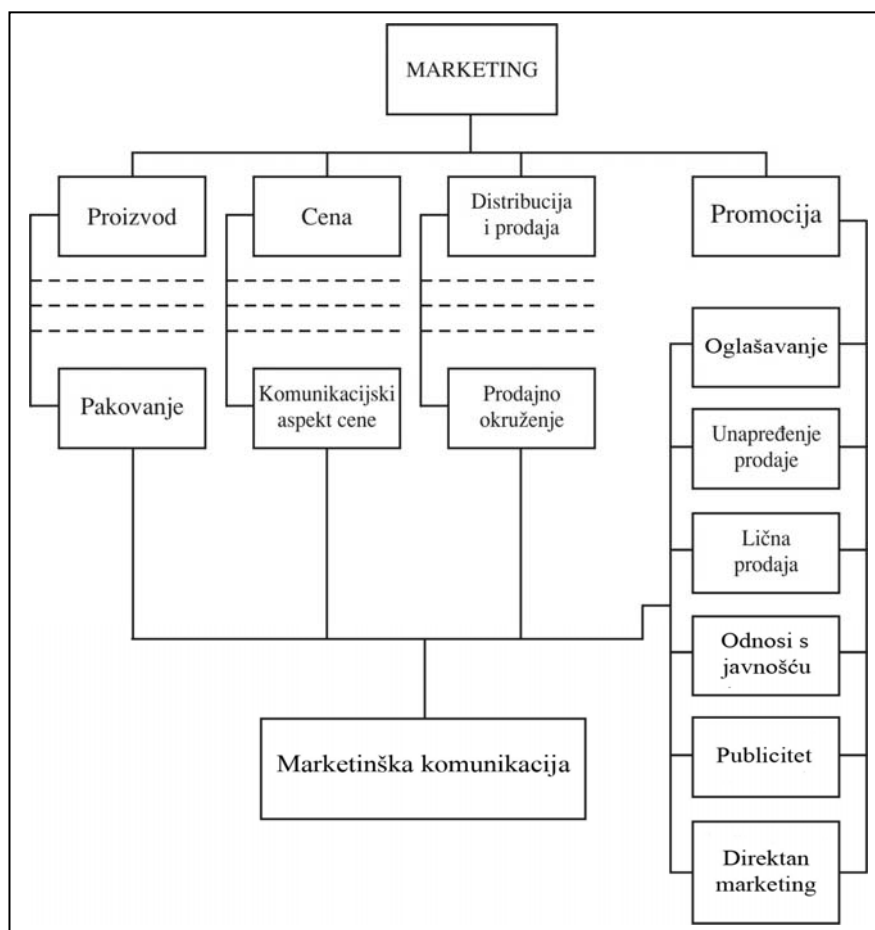 MARKETING
Proizvod
Cena
Distribucija
i prodaja
Promocija
Pakovanje
Komunikacijski
aspekt cene
Prodajno
okruženje
Oglašavanje
Unapređenje
prodaje
Lična
prodaja
Odnosi s
javnošću
Publicitet
Direktan
marketing
Marketinška komunikacija